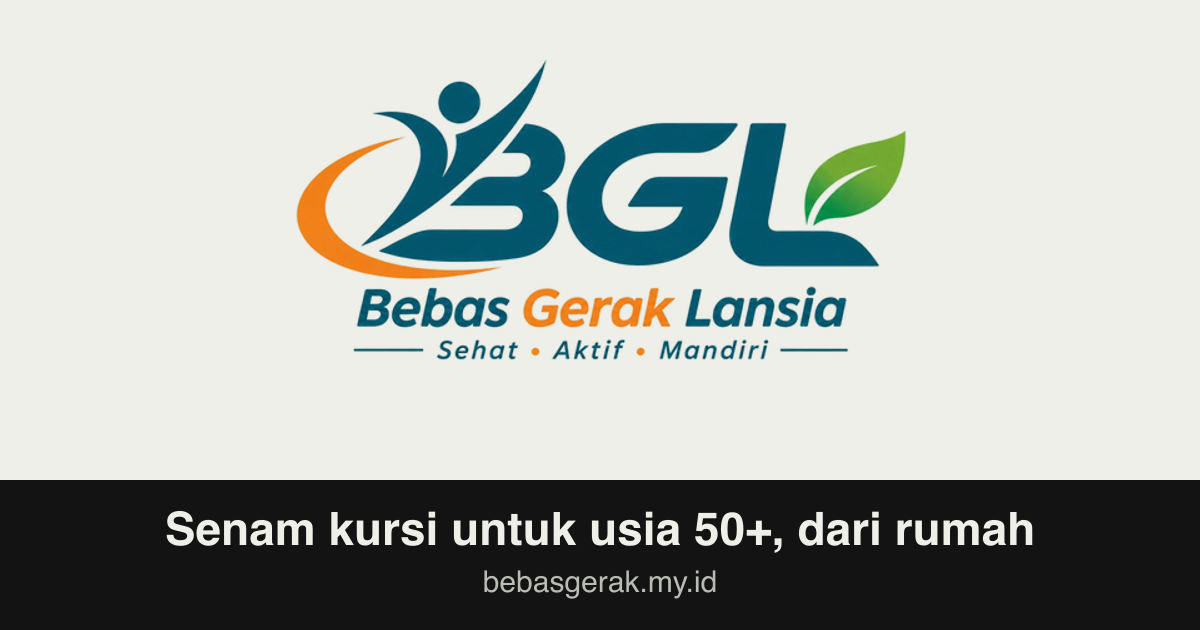 BGL
Bebas Gerak Lansia
Sehat • Aktif • Mandiri
Senam kursi untuk usia 50+, dari rumah
bebasgerak.my.id